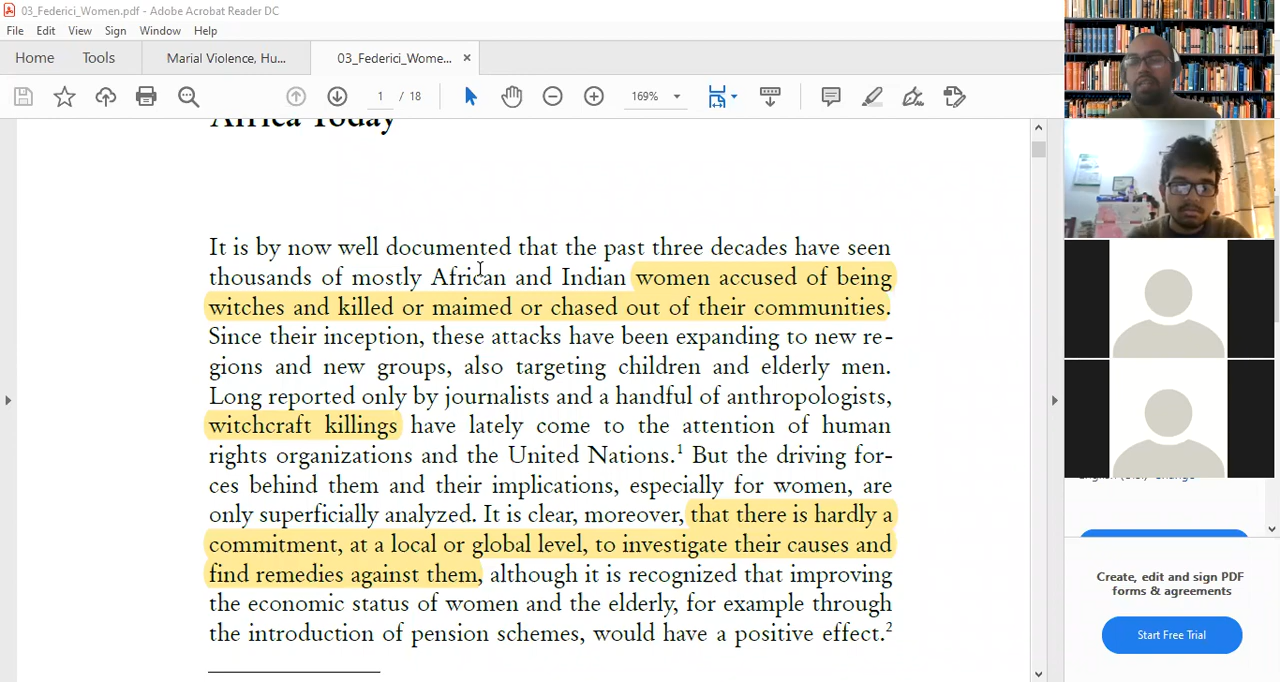 03_Federici_Women.pdf - Adobe Acrobat Reader DC
File Edit View Sign Window Help
Home Tools Marial Violence, Hu... 03_Federici_Wome... ×
1 / 18 169%
Africa Today
It is by now well documented that the past three decades have seen
thousands of mostly African and Indian women accused of being
witches and killed or maimed or chased out of their communities.
Since their inception, these attacks have been expanding to new re-
gions and new groups, also targeting children and elderly men.
Long reported only by journalists and a handful of anthropologists,
witchcraft killings have lately come to the attention of human
rights organizations and the United Nations.1 But the driving for-
ces behind them and their implications, especially for women, are
only superficially analyzed. It is clear, moreover, that there is hardly a
commitment, at a local or global level, to investigate their causes and
find remedies against them, although it is recognized that improving
the economic status of women and the elderly, for example through
the introduction of pension schemes, would have a positive effect.2
Create, edit and sign PDF
forms & agreements
Start Free Trial